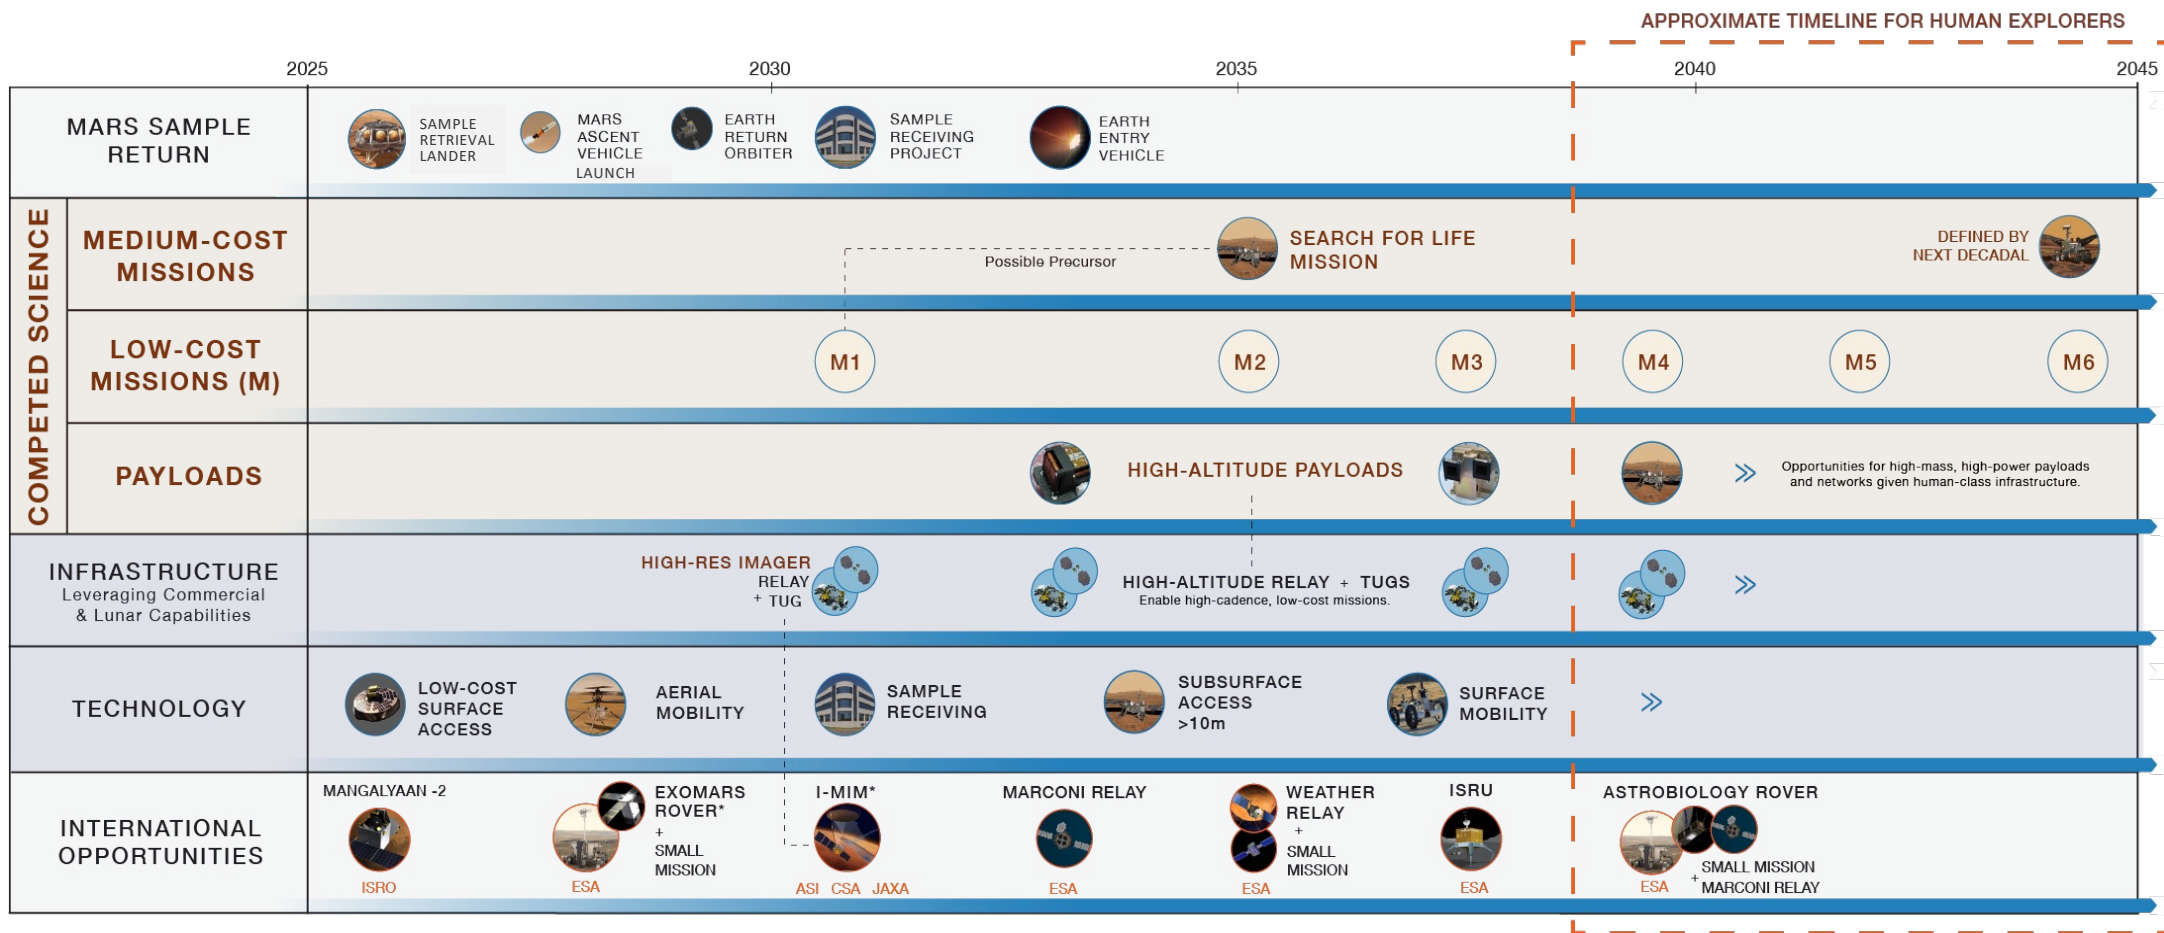 APPROXIMATE TIMELINE FOR HUMAN EXPLORERS
2025
2030
2035
2040
2045
MARS SAMPLE
RETURN
SAMPLE
RETRIEVAL
LANDER
MARS
ASCENT
VEHICLE
LAUNCH
EARTH
RETURN
ORBITER
SAMPLE
RECEIVING
PROJECT
EARTH
ENTRY
VEHICLE
COMPETED SCIENCE
MEDIUM-COST
MISSIONS
Possible Precursor
SEARCH FOR LIFE
MISSION
DEFINED BY
NEXT DECADAL
LOW-COST
MISSIONS (M)
M1
M2
M3
M4
M5
M6
PAYLOADS
HIGH-ALTITUDE PAYLOADS
Opportunities for high-mass, high-power payloads
and networks given human-class infrastructure.
INFRASTRUCTURE
Leveraging Commercial
& Lunar Capabilities
HIGH-RES IMAGER
RELAY
+ TUG
HIGH-ALTITUDE RELAY + TUGS
Enable high-cadence, low-cost missions.
TECHNOLOGY
LOW-COST
SURFACE
ACCESS
AERIAL
MOBILITY
SAMPLE
RECEIVING
SUBSURFACE
ACCESS
>10m
SURFACE
MOBILITY
INTERNATIONAL
OPPORTUNITIES
MANGALYAAN -2
ISRO
EXOMARS
ROVER*
+
SMALL
MISSION
ESA
I-MIM*
ASI CSA JAXA
MARCONI RELAY
ESA
WEATHER
RELAY
+
SMALL
MISSION
ESA
ISRU
ESA
ASTROBIOLOGY ROVER
SMALL MISSION
+ MARCONI RELAY
ESA